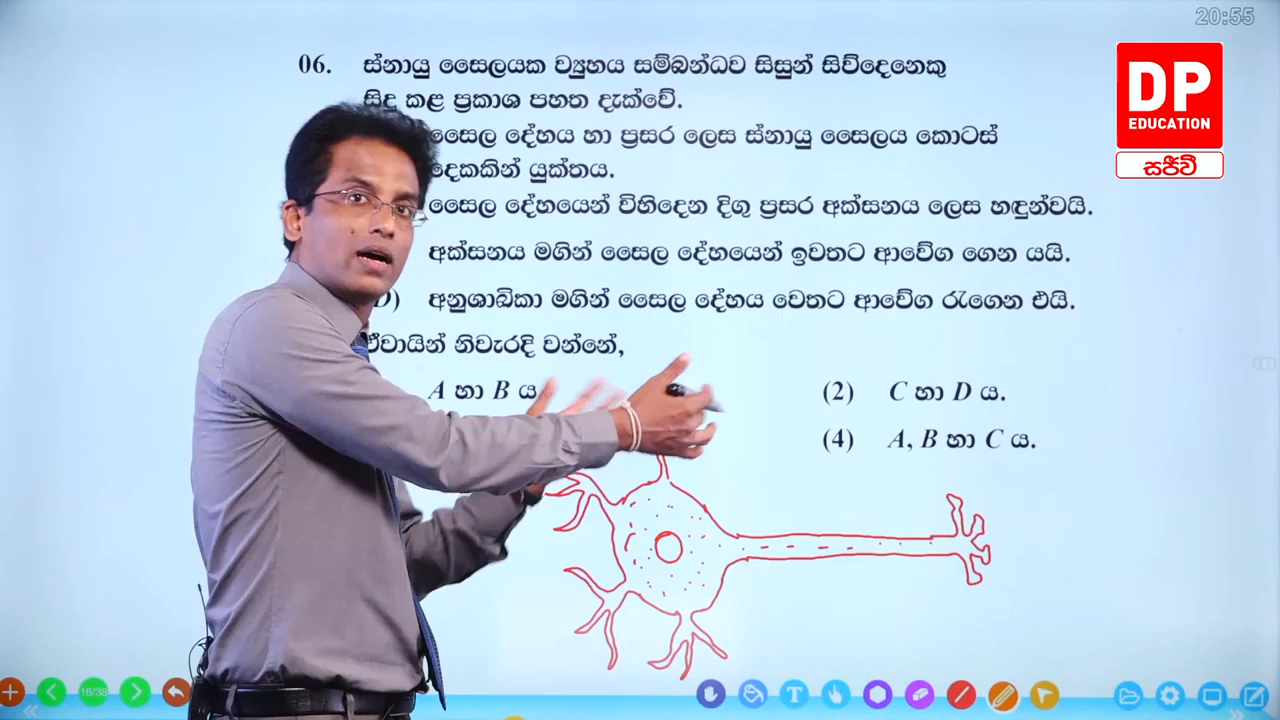 20:55
DP
EDUCATION
සජීවී
06. ස්නායු සෛලයක ව්‍යුහය සම්බන්ධව සිසුන් සිව්දෙනෙකු
සිදු කළ ප්‍රකාශ පහත දැක්වේ.
සෛල දේහය හා ප්‍රසර ලෙස ස්නායු සෛලය කොටස්
දෙකකින් යුක්තය.
සෛල දේහයෙන් විහිදෙන දිගු ප්‍රසර අක්සනය ලෙස හඳුන්වයි.
අක්සනය මගින් සෛල දේහයෙන් ඉවතට ආවේග ගෙන යයි.
D) අනුශාඛිකා මගින් සෛල දේහය වෙතට ආවේග රැගෙන එයි.
ඒවායින් නිවැරදි වන්නේ,
A හා B ය
(2) C හා D ය.
(4) A, B හා C ය.
16/38